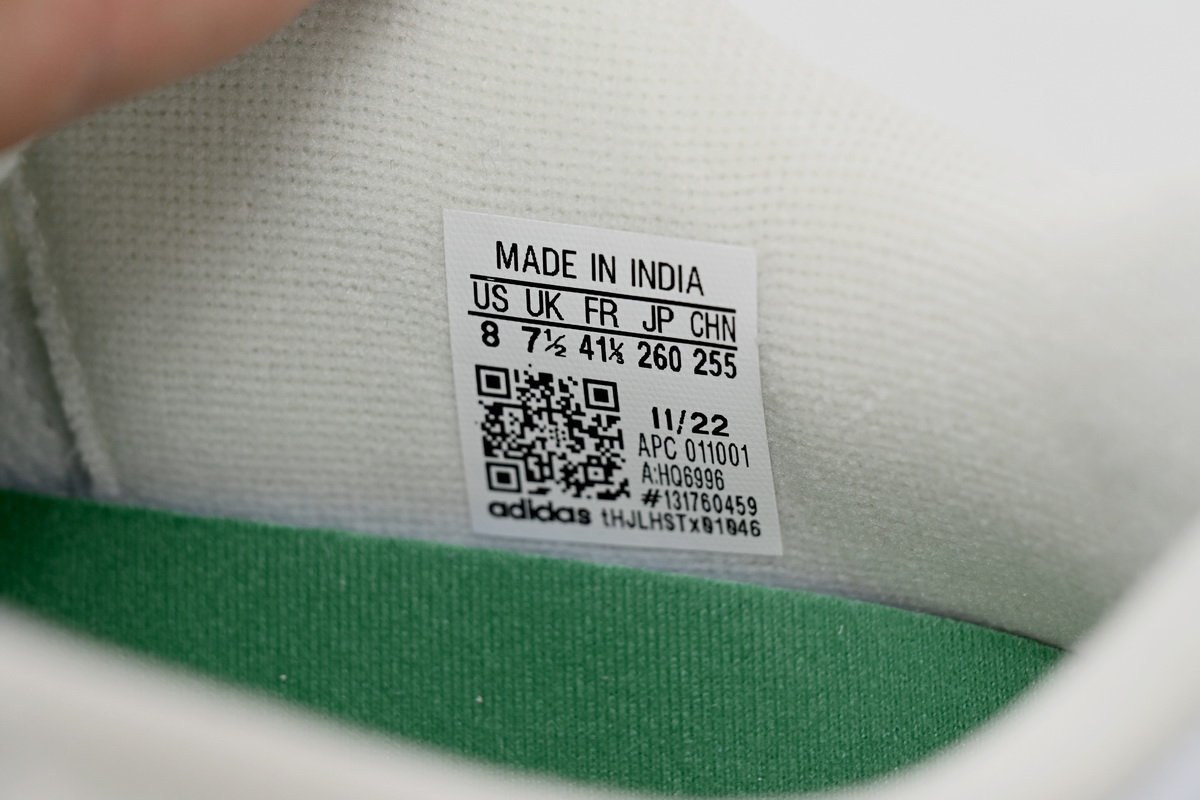 MADE IN INDIA
US UK FR JP CHN
8 7½ 41⅓ 260 255
11/22
APC 011001
A:HQ6996
#131760459
adidas tHJLHSTx01046